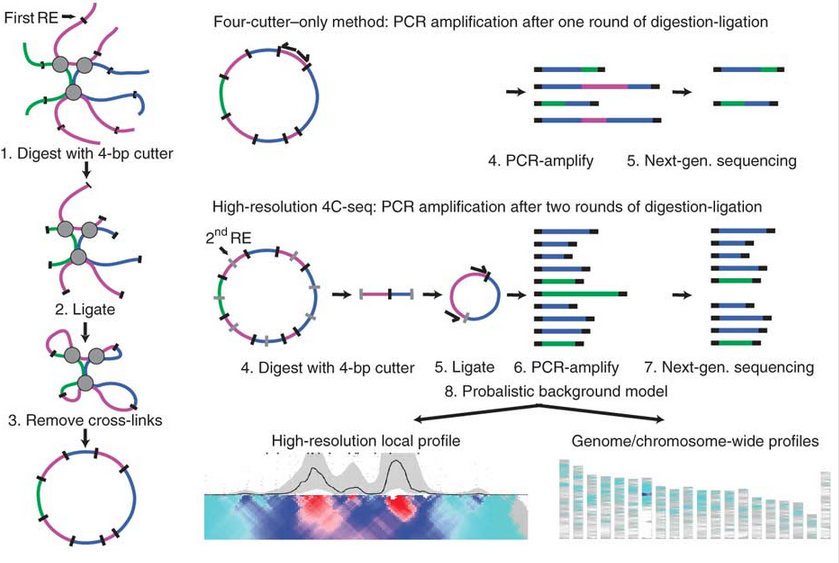 First RE
1. Digest with 4-bp cutter
2. Ligate
3. Remove cross-links
Four-cutter–only method: PCR amplification after one round of digestion-ligation
4. PCR-amplify
5. Next-gen. sequencing
High-resolution 4C-seq: PCR amplification after two rounds of digestion-ligation
2nd RE
4. Digest with 4-bp cutter
5. Ligate
6. PCR-amplify
7. Next-gen. sequencing
8. Probalistic background model
High-resolution local profile
Genome/chromosome-wide profiles